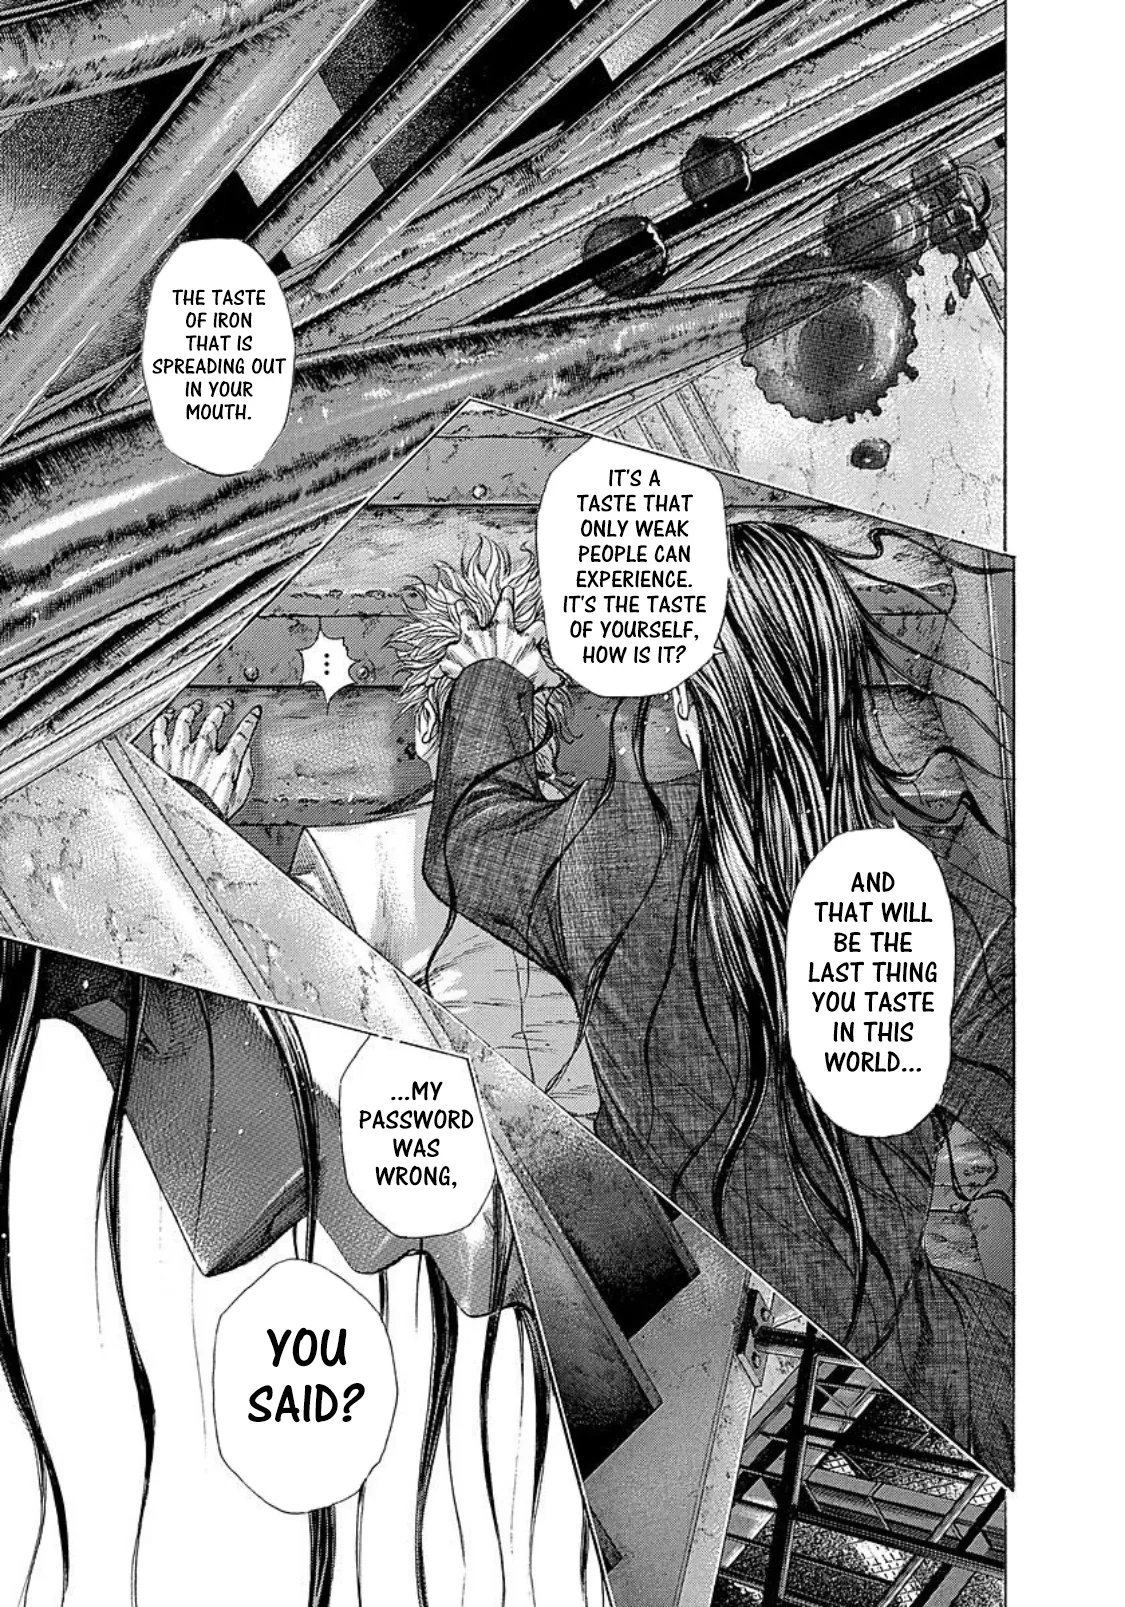 THE TASTE
OF IRON
THAT IS
SPREADING OUT
IN YOUR
MOUTH.
IT'S A
TASTE THAT
ONLY WEAK
PEOPLE CAN
EXPERIENCE.
IT'S THE TASTE
OF YOURSELF,
HOW IS IT?
...
AND
THAT WILL
BE THE
LAST THING
YOU TASTE
IN THIS
WORLD...
...MY
PASSWORD
WAS
WRONG,
YOU
SAID?